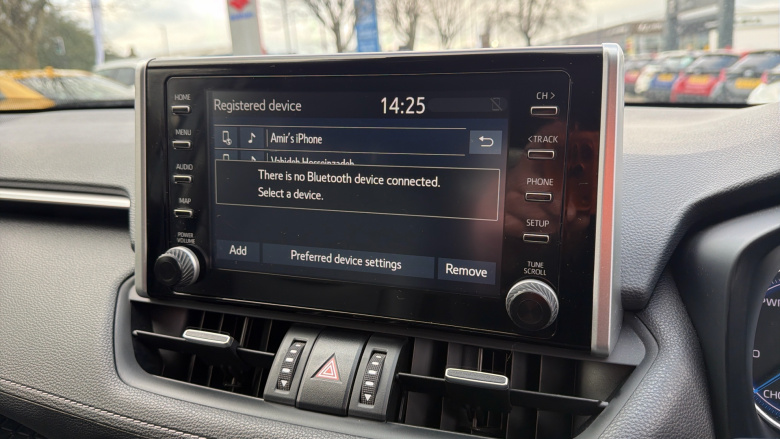 HOME
MENU
AUDIO
MAP
POWER
VOLUME
Registered device
14:25
Amir's iPhone
Vahideh Hosseinzadeh
There is no Bluetooth device connected.
Select a device.
Add
Preferred device settings
Remove
CH >
< TRACK
PHONE
SETUP
TUNE
SCROLL